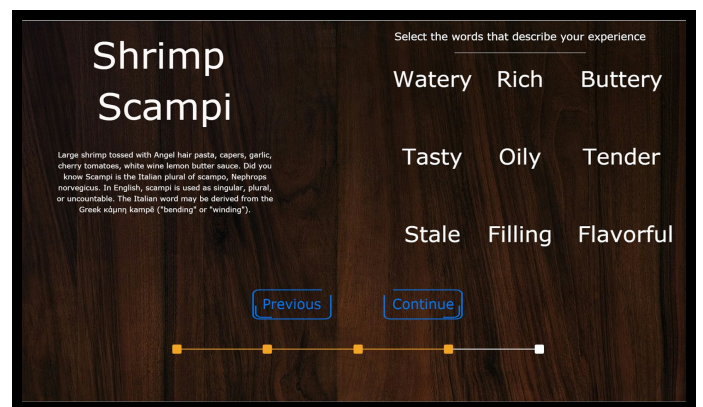 Shrimp
Scampi
Large shrimp tossed with Angel hair pasta, capers, garlic,
cherry tomatoes, white wine lemon butter sauce. Did you
know Scampi is the Italian plural of scampo, Nephrops
norvegicus. In English, scampi is used as singular, plural,
or uncountable. The Italian word may be derived from the
Greek κάμπη kampē ("bending" or "winding").
Select the words that describe your experience
Watery Rich Buttery
Tasty Oily Tender
Stale Filling Flavorful
Previous Continue